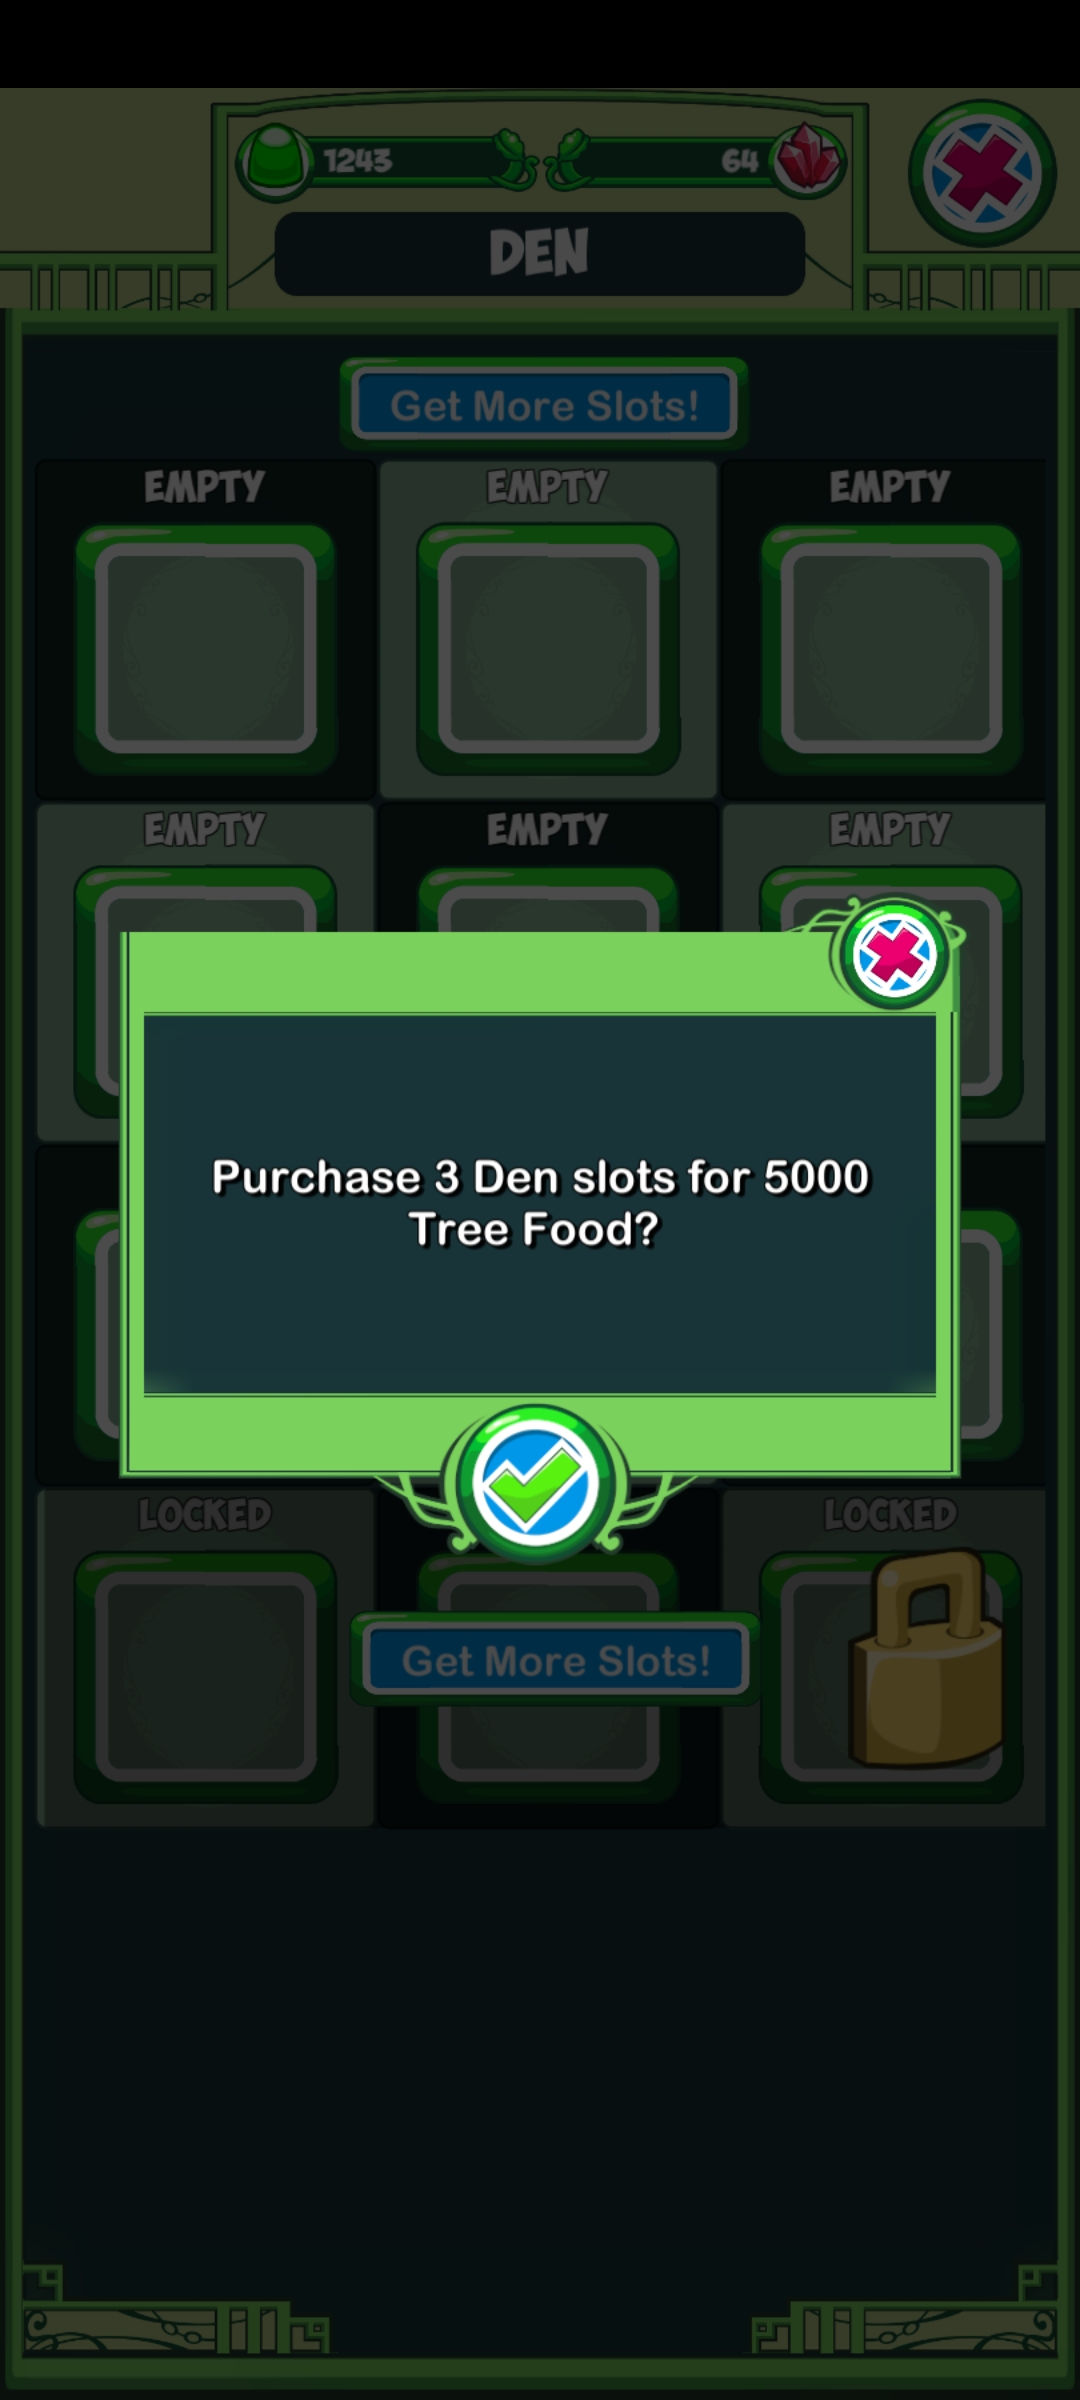 1243
64
DEN
Get More Slots!
EMPTY
EMPTY
EMPTY
EMPTY
EMPTY
EMPTY
Purchase 3 Den slots for 5000
Tree Food?
LOCKED
LOCKED
Get More Slots!